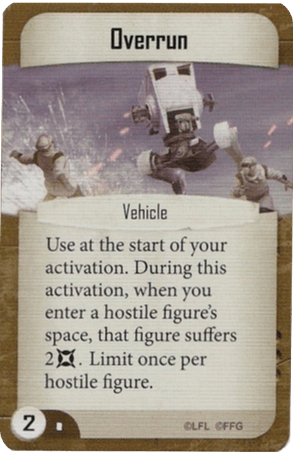 Overrun
Vehicle
Use at the start of your
activation. During this
activation, when you
enter a hostile figure's
space, that figure suffers
2 . Limit once per
hostile figure.
2
©LFL ©FFG